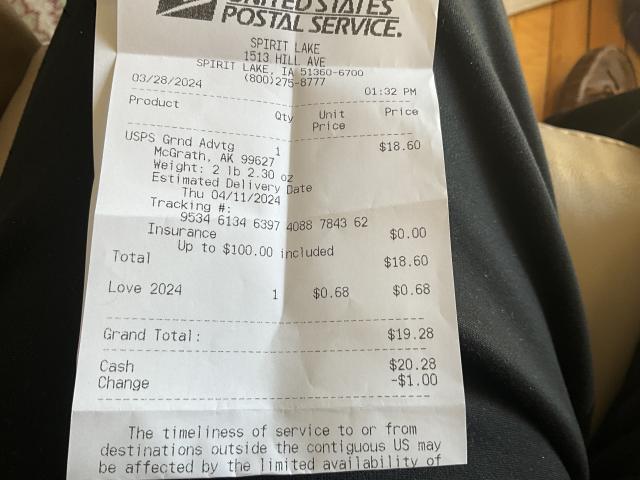 UNITED STATES
POSTAL SERVICE.
SPIRIT LAKE
1513 HILL AVE
SPIRIT LAKE, IA 51360-6700
(800)275-8777
03/28/2024 01:32 PM
Product Qty Unit Price Price
USPS Grnd Advtg 1 $18.60
McGrath, AK 99627
Weight: 2 lb 2.30 oz
Estimated Delivery Date
Thu 04/11/2024
Tracking #:
9534 6134 6397 4088 7843 62
Insurance $0.00
Up to $100.00 included
Total $18.60
Love 2024 1 $0.68 $0.68
Grand Total: $19.28
Cash $20.28
Change -$1.00
The timeliness of service to or from
destinations outside the contiguous US may
be affected by the limited availability of